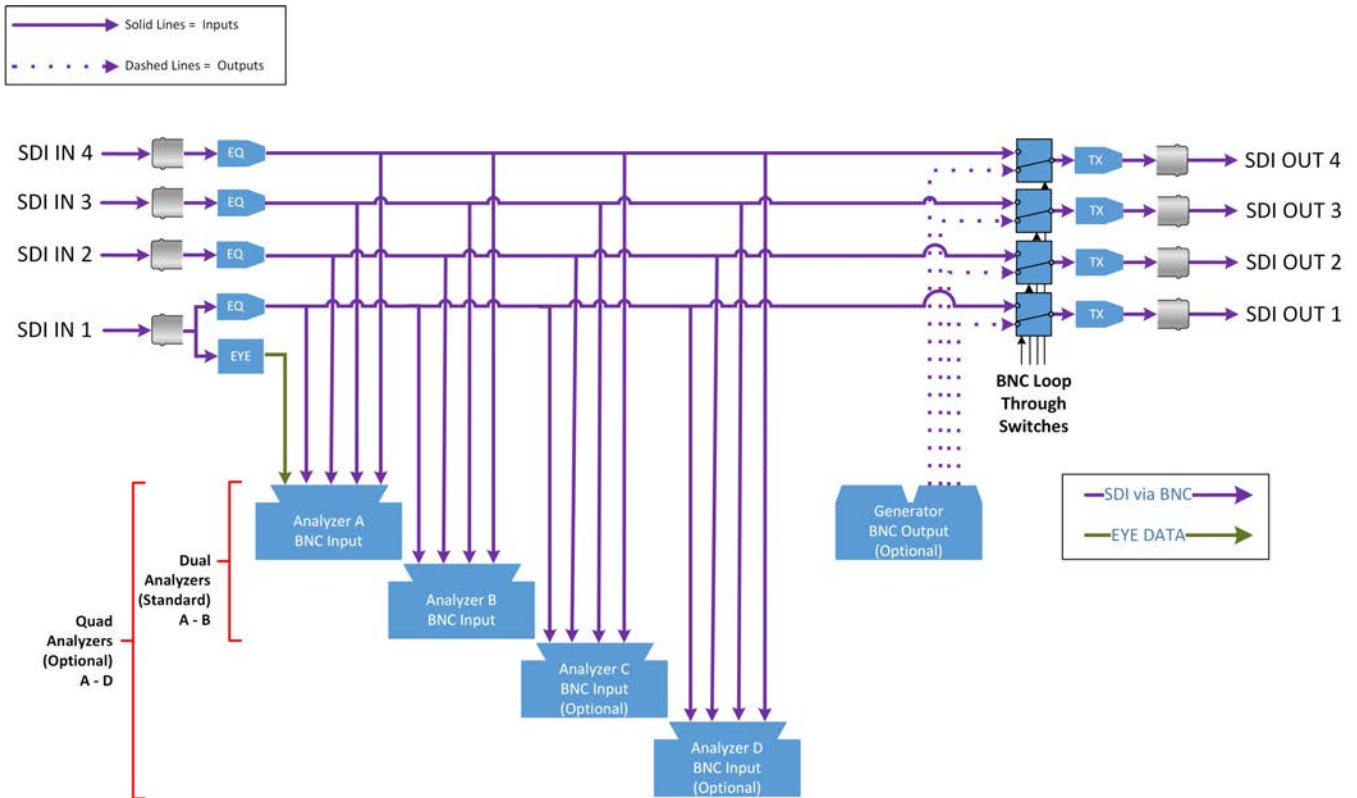 Solid Lines = Inputs
Dashed Lines = Outputs
SDI IN 4
EQ
TX
SDI OUT 4
SDI IN 3
EQ
TX
SDI OUT 3
SDI IN 2
EQ
TX
SDI OUT 2
SDI IN 1
EQ
EYE
TX
SDI OUT 1
BNC Loop
Through
Switches
Analyzer A
BNC Input
Dual
Analyzers
(Standard)
A - B
Analyzer B
BNC Input
Quad
Analyzers
(Optional)
A - D
Analyzer C
BNC Input
(Optional)
Analyzer D
BNC Input
(Optional)
Generator
BNC Output
(Optional)
SDI via BNC
EYE DATA